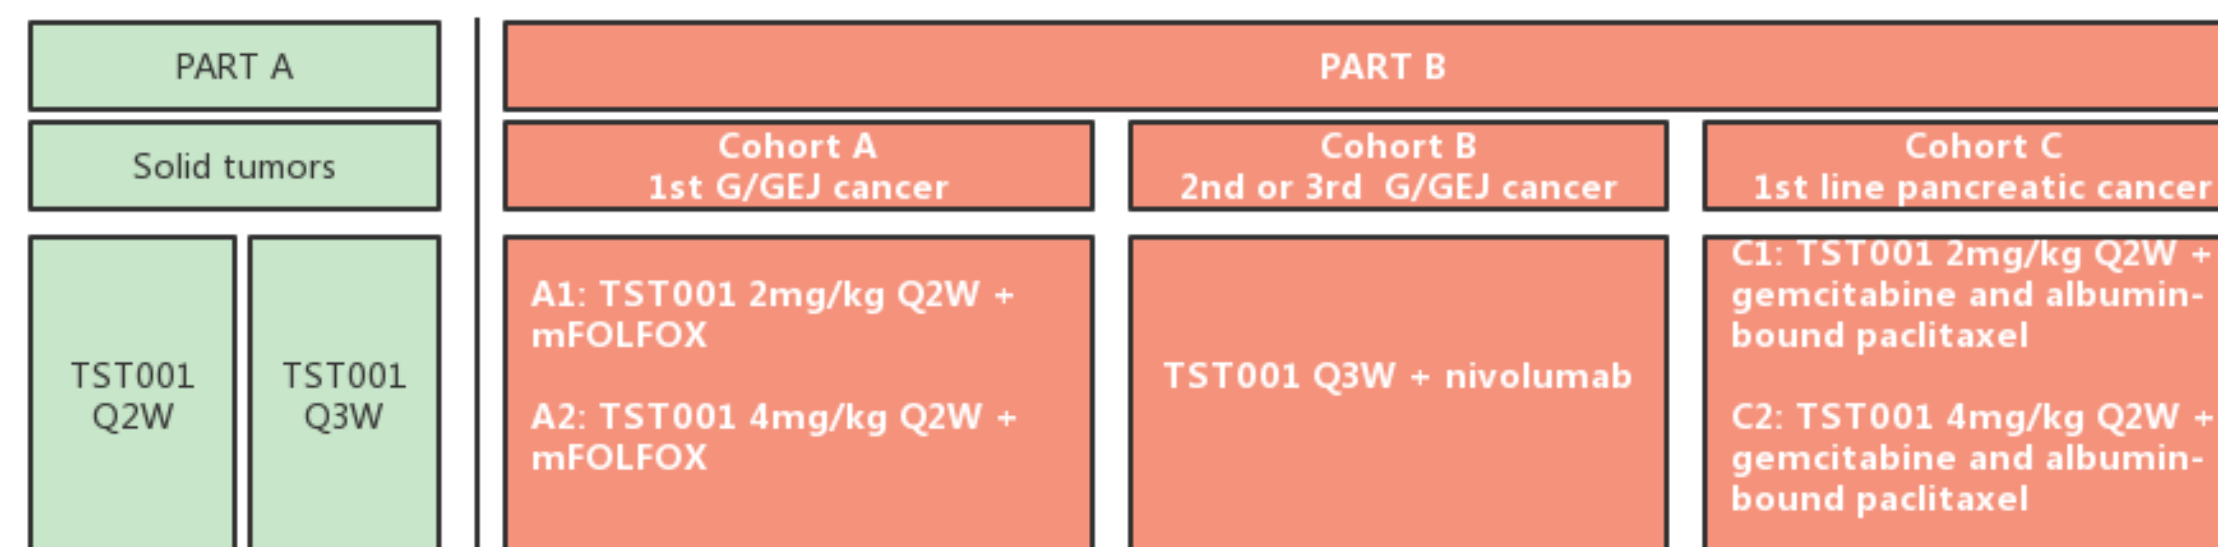 PART A
PART B
Solid tumors
Cohort A
1st G/GEJ cancer
Cohort B
2nd or 3rd  G/GEJ cancer
Cohort C
1st line pancreatic cancer
TST001
Q2W
TST001
Q3W
A1: TST001 2mg/kg Q2W +
mFOLFOX
A2: TST001 4mg/kg Q2W +
mFOLFOX
TST001 Q3W + nivolumab
C1: TST001 2mg/kg Q2W +
gemcitabine and albumin-
bound paclitaxel
C2: TST001 4mg/kg Q2W +
gemcitabine and albumin-
bound paclitaxel